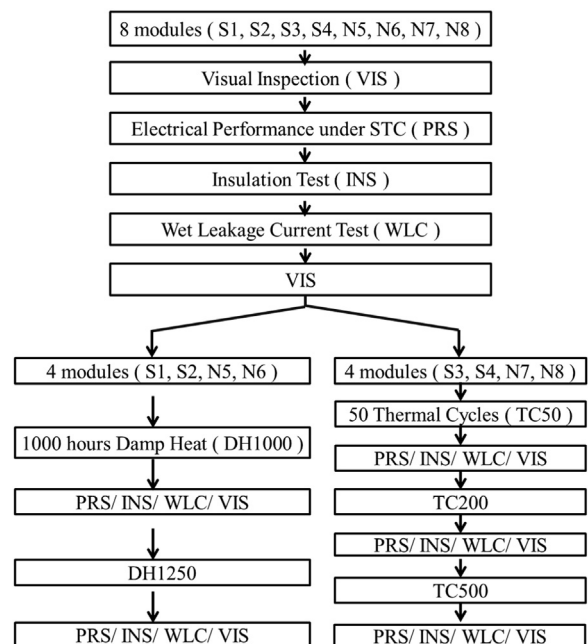 8 modules ( S1, S2, S3, S4, N5, N6, N7, N8 )
Visual Inspection ( VIS )
Electrical Performance under STC ( PRS )
Insulation Test ( INS )
Wet Leakage Current Test ( WLC )
VIS
4 modules ( S1, S2, N5, N6 )
1000 hours Damp Heat ( DH1000 )
PRS/ INS/ WLC/ VIS
DH1250
PRS/ INS/ WLC/ VIS
4 modules ( S3, S4, N7, N8 )
50 Thermal Cycles ( TC50 )
PRS/ INS/ WLC/ VIS
TC200
PRS/ INS/ WLC/ VIS
TC500
PRS/ INS/ WLC/ VIS